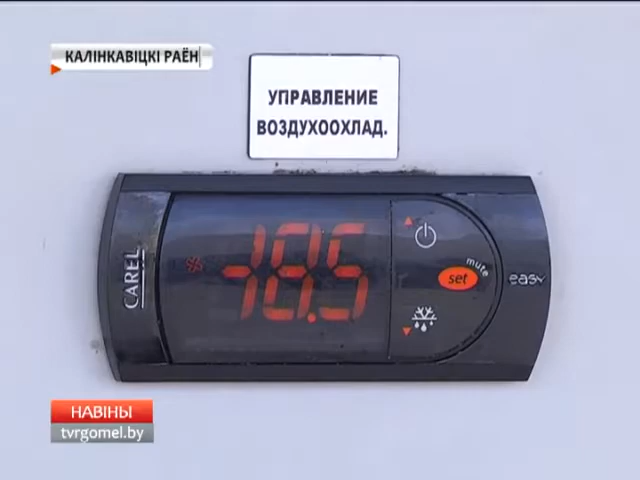 КАЛІНКАВІЦКІ РАЁН
УПРАВЛЕНИЕ
ВОЗДУХООХЛАД.
CAREL
-18.5
mute
set
easy
НАВІНЫ
tvrgomel.by